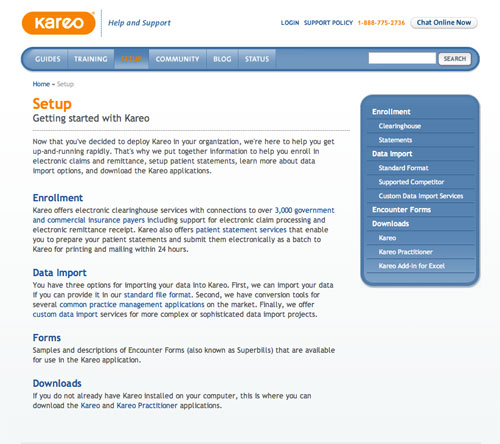 KAREO
Help and Support
LOGIN SUPPORT POLICY 1-888-775-2736 Chat Online Now
GUIDES TRAINING SETUP COMMUNITY BLOG STATUS SEARCH
Home » Setup
Setup
Getting started with Kareo
Now that you've decided to deploy Kareo in your organization, we're here to help you get
up-and-running rapidly. That's why we put together information to help you enroll in
electronic claims and remittance, setup patient statements, learn more about data
import options, and download the Kareo applications.
Enrollment
Kareo offers electronic clearinghouse services with connections to over 3,000 government
and commercial insurance payers including support for electronic claim processing and
electronic remittance receipt. Kareo also offers patient statement services that enable
you to prepare your patient statements and submit them electronically as a batch to
Kareo for printing and mailing within 24 hours.
Data Import
You have three options for importing your data into Kareo. First, we can import your data
if you can provide it in our standard file format. Second, we have conversion tools for
several common practice management applications on the market. Finally, we offer
custom data import services for more complex or sophisticated data import projects.
Forms
Samples and descriptions of Encounter Forms (also known as Superbills) that are available
for use in the Kareo application.
Downloads
If you do not already have Kareo installed on your computer, this is where you can
download the Kareo and Kareo Practitioner applications.
Enrollment
Clearinghouse
Statements
Data Import
Standard Format
Supported Competitor
Custom Data Import Services
Encounter Forms
Downloads
Kareo
Kareo Practitioner
Kareo Add-in for Excel